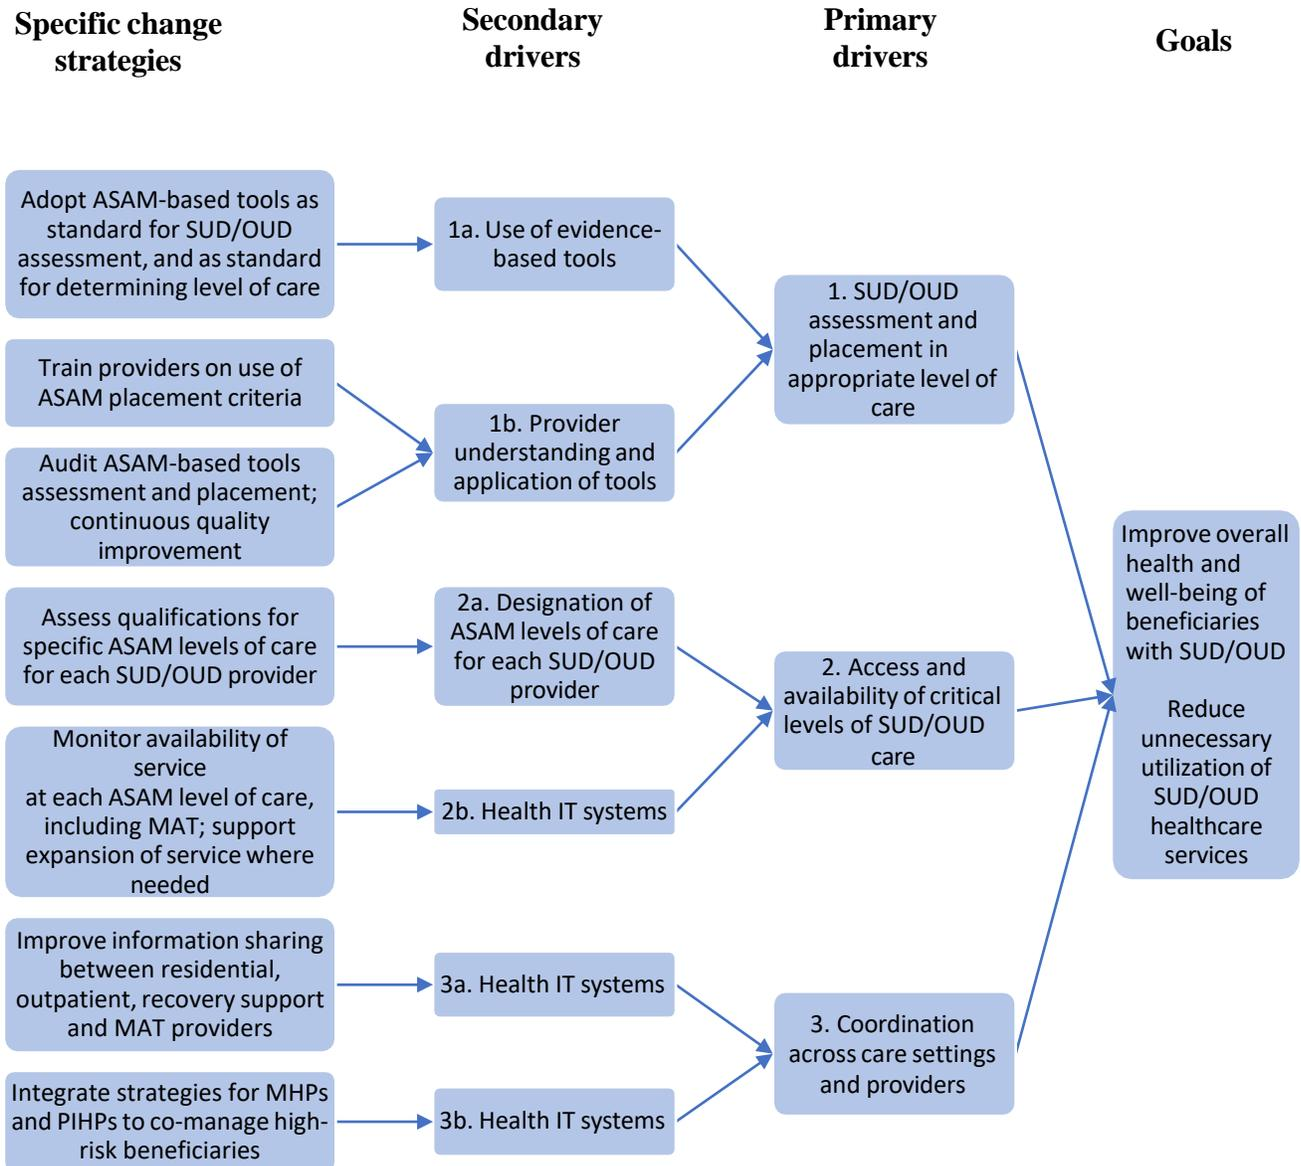 Specific change
strategies
Secondary
drivers
Primary
drivers
Goals
Adopt ASAM-based tools as
standard for SUD/OUD
assessment, and as standard
for determining level of care
Train providers on use of
ASAM placement criteria
Audit ASAM-based tools
assessment and placement;
continuous quality
improvement
Assess qualifications for
specific ASAM levels of care
for each SUD/OUD provider
Monitor availability of
service
at each ASAM level of care,
including MAT; support
expansion of service where
needed
Improve information sharing
between residential,
outpatient, recovery support
and MAT providers
Integrate strategies for MHPs
and PIHPs to co-manage high-
risk beneficiaries
1a. Use of evidence-
based tools
1b. Provider
understanding and
application of tools
2a. Designation of
ASAM levels of care
for each SUD/OUD
provider
2b. Health IT systems
3a. Health IT systems
3b. Health IT systems
1. SUD/OUD
assessment and
placement in
appropriate level of
care
2. Access and
availability of critical
levels of SUD/OUD
care
3. Coordination
across care settings
and providers
Improve overall
health and
well-being of
beneficiaries
with SUD/OUD
Reduce
unnecessary
utilization of
SUD/OUD
healthcare
services